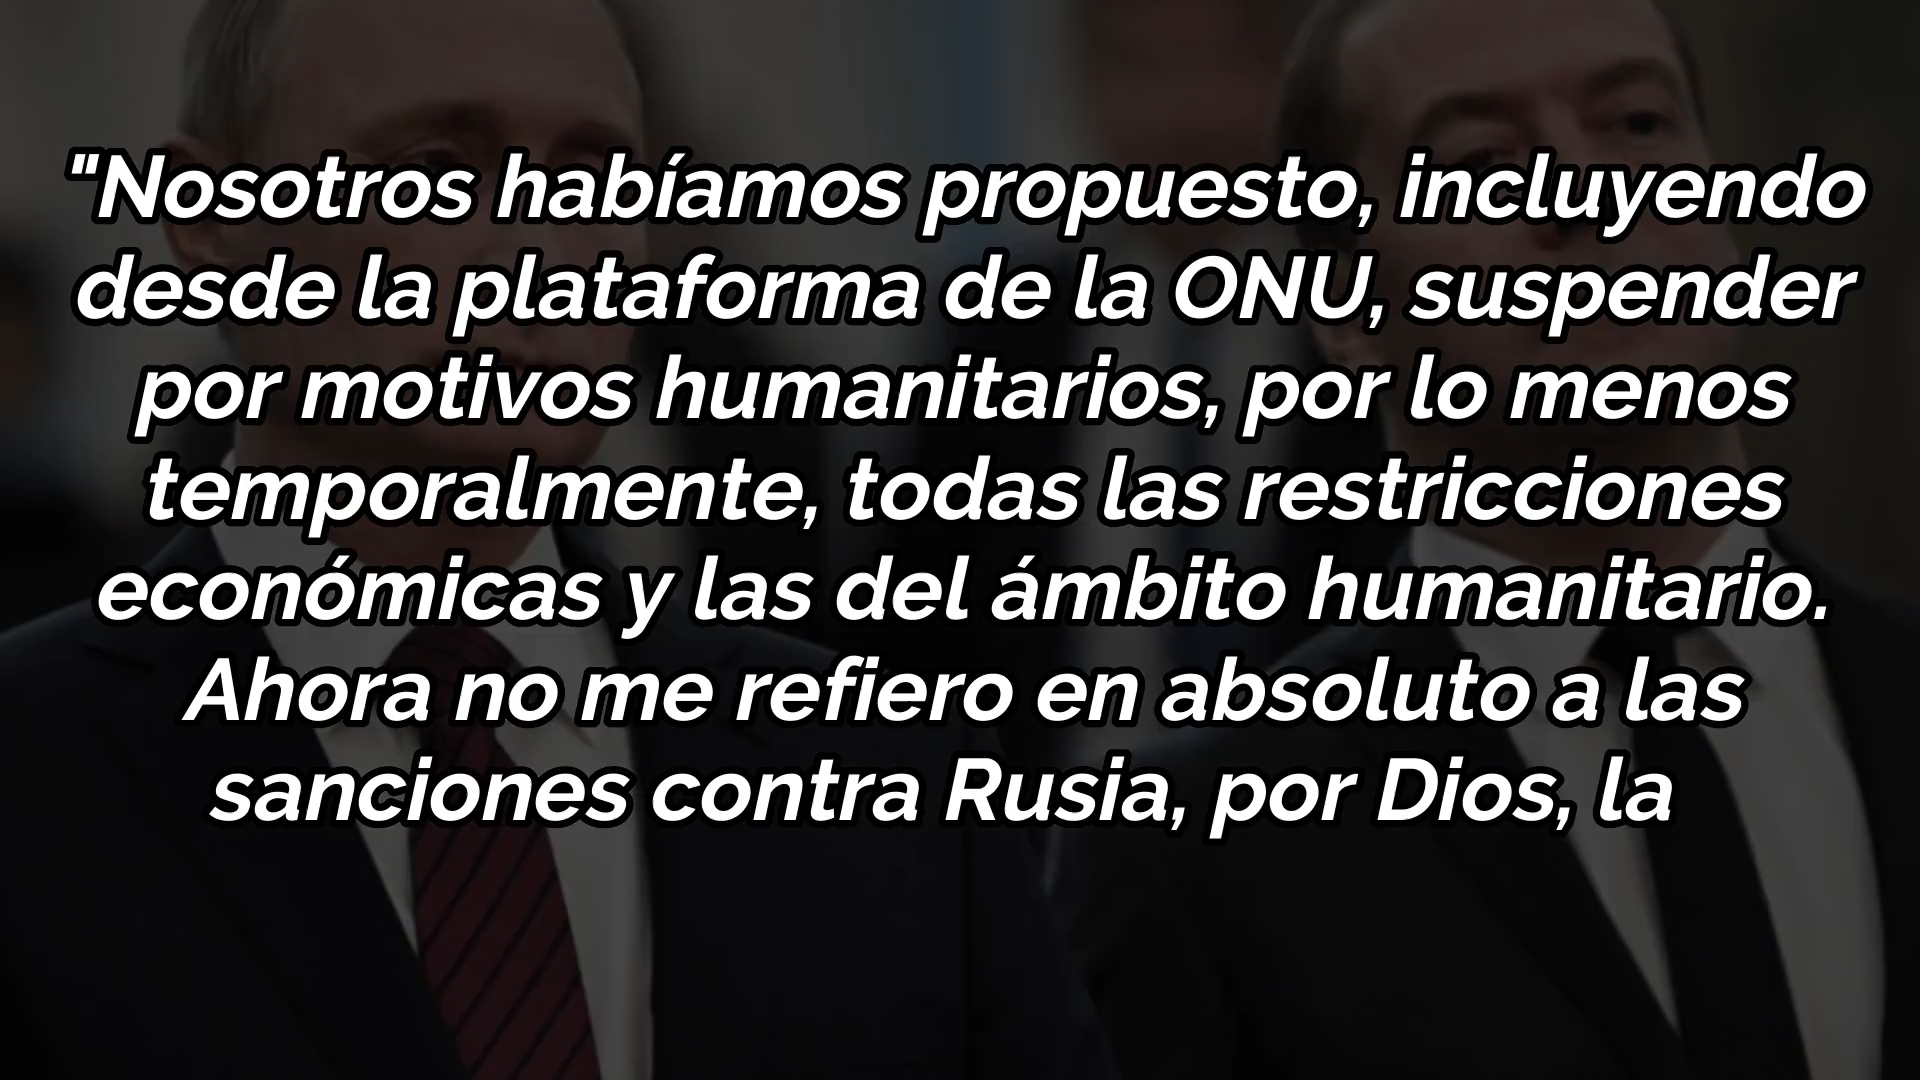 "Nosotros habíamos propuesto, incluyendo
desde la plataforma de la ONU, suspender
por motivos humanitarios, por lo menos
temporalmente, todas las restricciones
económicas y las del ámbito humanitario.
Ahora no me refiero en absoluto a las
sanciones contra Rusia, por Dios, la